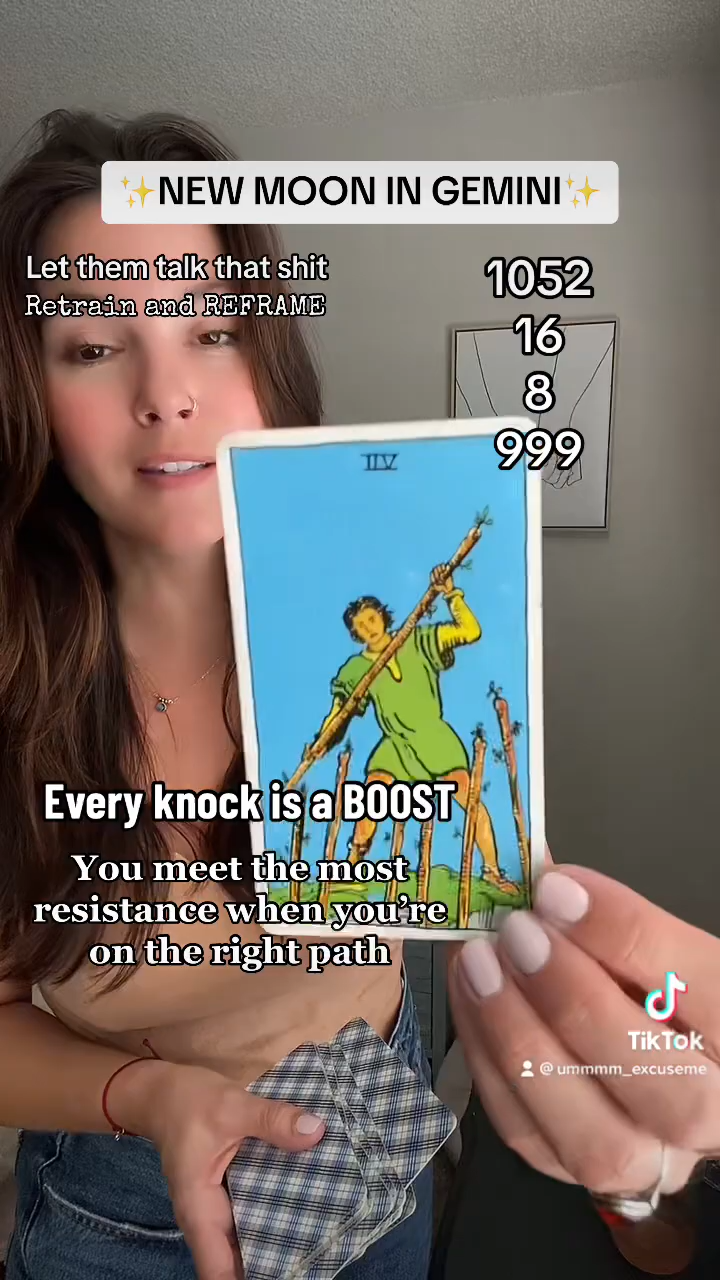 ✨NEW MOON IN GEMINI✨
Let them talk that shit
Retrain and REFRAME
1052
16
8
999
VII
Every knock is a BOOST
You meet the most
resistance when you're
on the right path
TikTok
@ummmm_excuseme